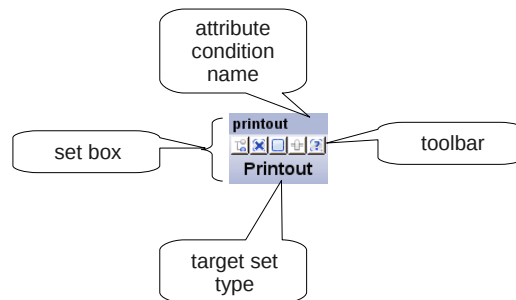 attribute
condition
name
printout
set box
toolbar
Printout
target set
type